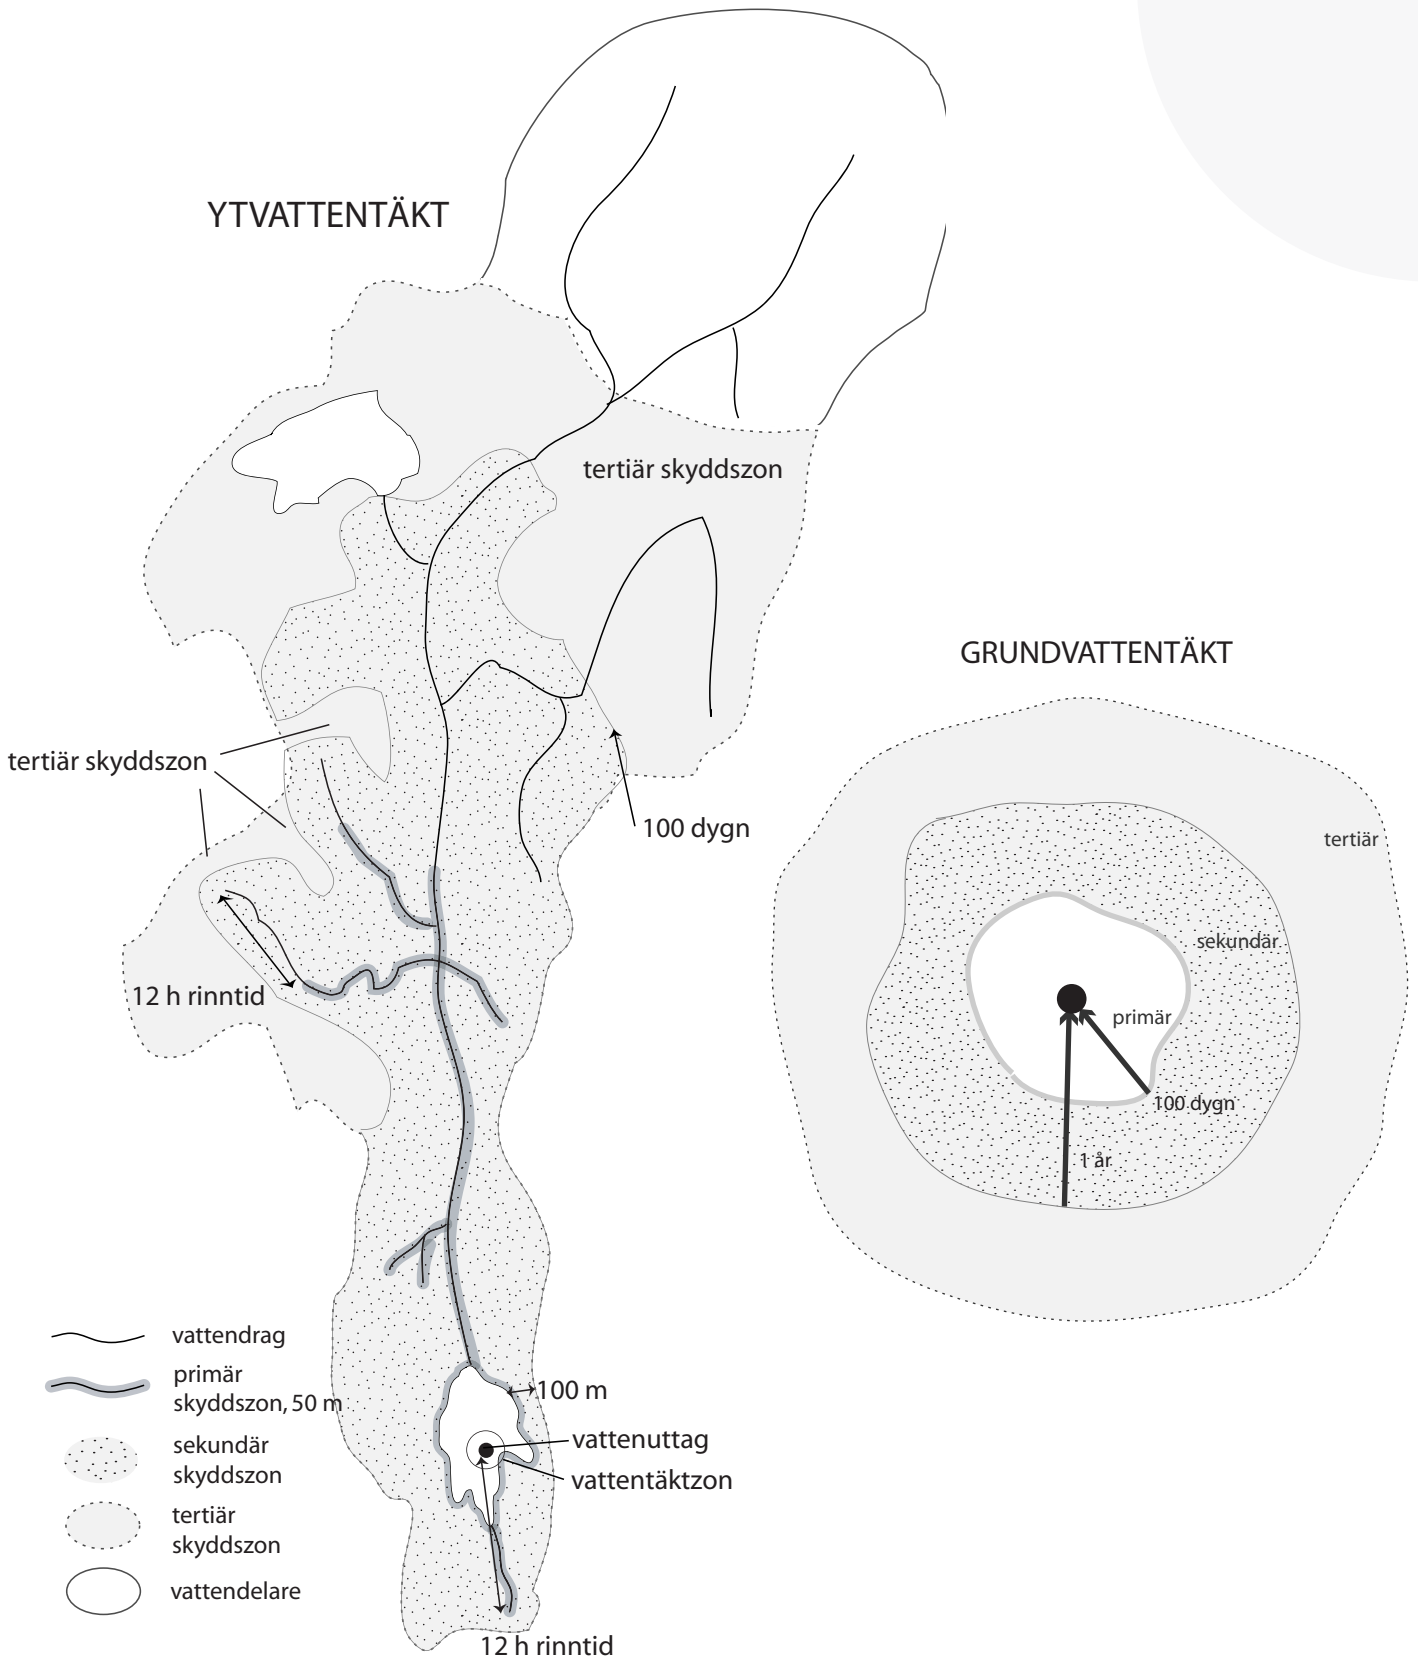 YTVATTENTÄKT
tertiär skyddszon
GRUNDVATTENTÄKT
tertiär skyddszon
100 dygn
tertiär
sekundär
12 h rinntid
primär
100 dygn
1 år
vattendrag
primär
skyddszon, 50 m
100 m
sekundär
skyddszon
vattenuttag
vattentäktzon
tertiär
skyddszon
vattendelare
12 h rinntid